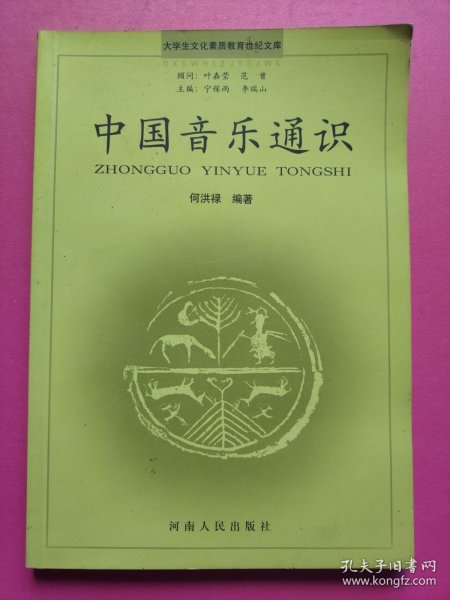 大学生文化素质教育世纪文库
DXSWHSZJYSJWK
顾问：叶嘉莹 范曾
主编：宁稼雨 李瑞山
中国音乐通识
ZHONGGUO YINYUE TONGSHI
何洪禄 编著
河南人民出版社
孔夫子旧书网
www.kongfz.com